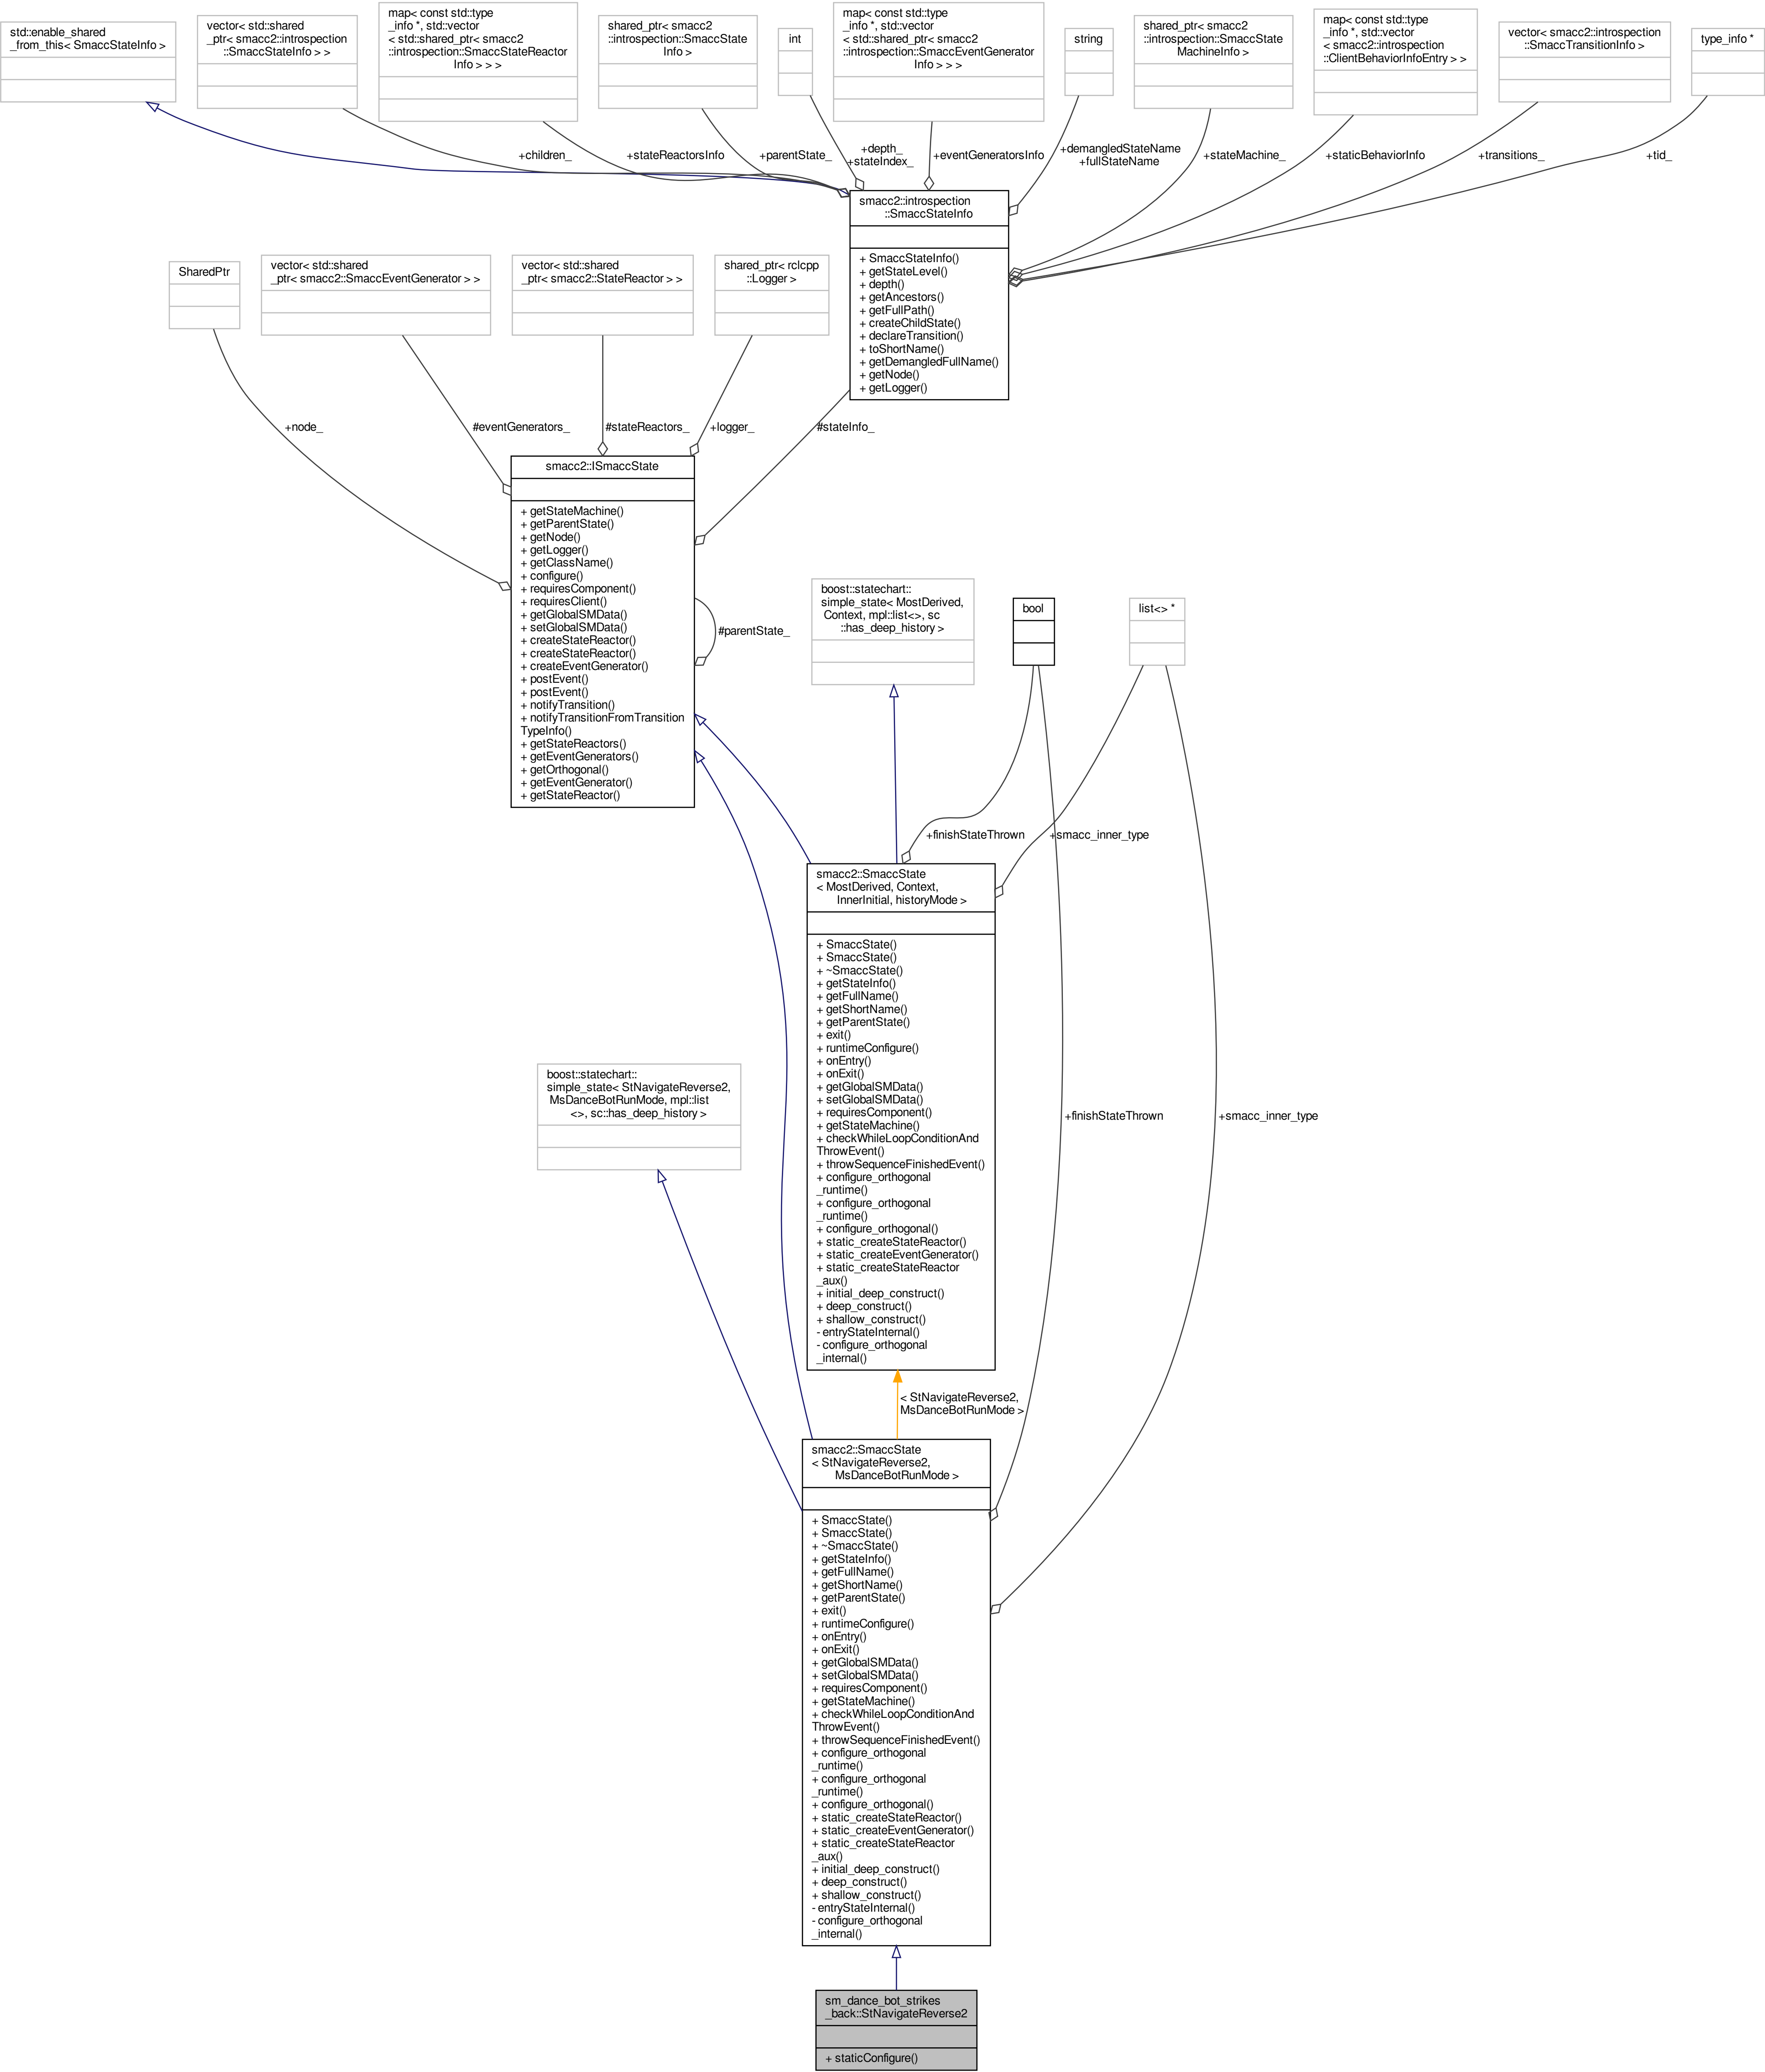 std::enable_shared
_from_this< SmaccStateInfo >
vector< std::shared
_ptr< smacc2::introspection
::SmaccStateInfo > >
map< const std::type
_info *, std::vector
< std::shared_ptr< smacc2
::introspection::SmaccStateReactor
Info > > >
shared_ptr< smacc2
::introspection::SmaccState
Info >
int
map< const std::type
_info *, std::vector
< std::shared_ptr< smacc2
::introspection::SmaccEventGenerator
Info > > >
string
shared_ptr< smacc2
::introspection::SmaccState
MachineInfo >
map< const std::type
_info *, std::vector
< smacc2::introspection
::ClientBehaviorInfoEntry > >
vector< smacc2::introspection
::SmaccTransitionInfo >
type_info *
+children_
+stateReactorsInfo
+parentState_
+depth_
+stateIndex_
+eventGeneratorsInfo
+demangledStateName
+fullStateName
+stateMachine_
+staticBehaviorInfo
+transitions_
+tid_
smacc2::introspection
::SmaccStateInfo
+ SmaccStateInfo()
+ getStateLevel()
+ depth()
+ getAncestors()
+ getFullPath()
+ createChildState()
+ declareTransition()
+ toShortName()
+ getDemangledFullName()
+ getNode()
+ getLogger()
SharedPtr
vector< std::shared
_ptr< smacc2::SmaccEventGenerator > >
vector< std::shared
_ptr< smacc2::StateReactor > >
shared_ptr< rclcpp
::Logger >
+node_
#eventGenerators_
#stateReactors_
+logger_
#stateInfo_
smacc2::ISmaccState
+ getStateMachine()
+ getParentState()
+ getNode()
+ getLogger()
+ getClassName()
+ configure()
+ requiresComponent()
+ requiresClient()
+ getGlobalSMData()
+ setGlobalSMData()
+ createStateReactor()
+ createStateReactor()
+ createEventGenerator()
+ postEvent()
+ postEvent()
+ notifyTransition()
+ notifyTransitionFromTransition
TypeInfo()
+ getStateReactors()
+ getEventGenerators()
+ getOrthogonal()
+ getEventGenerator()
+ getStateReactor()
#parentState_
boost::statechart::
simple_state< MostDerived,
Context, mpl::list<>, sc
::has_deep_history >
bool
list<> *
+finishStateThrown
+smacc_inner_type
smacc2::SmaccState
< MostDerived, Context,
InnerInitial, historyMode >
+ SmaccState()
+ SmaccState()
+ ~SmaccState()
+ getStateInfo()
+ getFullName()
+ getShortName()
+ getParentState()
+ exit()
+ runtimeConfigure()
+ onEntry()
+ onExit()
+ getGlobalSMData()
+ setGlobalSMData()
+ requiresComponent()
+ getStateMachine()
+ checkWhileLoopConditionAnd
ThrowEvent()
+ throwSequenceFinishedEvent()
+ configure_orthogonal
_runtime()
+ configure_orthogonal
_runtime()
+ configure_orthogonal()
+ static_createStateReactor()
+ static_createEventGenerator()
+ static_createStateReactor
_aux()
+ initial_deep_construct()
+ deep_construct()
+ shallow_construct()
- entryStateInternal()
- configure_orthogonal
_internal()
boost::statechart::
simple_state< StNavigateReverse2,
MsDanceBotRunMode, mpl::list
<>, sc::has_deep_history >
+finishStateThrown
+smacc_inner_type
< StNavigateReverse2,
MsDanceBotRunMode >
smacc2::SmaccState
< StNavigateReverse2,
MsDanceBotRunMode >
+ SmaccState()
+ SmaccState()
+ ~SmaccState()
+ getStateInfo()
+ getFullName()
+ getShortName()
+ getParentState()
+ exit()
+ runtimeConfigure()
+ onEntry()
+ onExit()
+ getGlobalSMData()
+ setGlobalSMData()
+ requiresComponent()
+ getStateMachine()
+ checkWhileLoopConditionAnd
ThrowEvent()
+ throwSequenceFinishedEvent()
+ configure_orthogonal
_runtime()
+ configure_orthogonal
_runtime()
+ configure_orthogonal()
+ static_createStateReactor()
+ static_createEventGenerator()
+ static_createStateReactor
_aux()
+ initial_deep_construct()
+ deep_construct()
+ shallow_construct()
- entryStateInternal()
- configure_orthogonal
_internal()
sm_dance_bot_strikes
_back::StNavigateReverse2
+ staticConfigure()